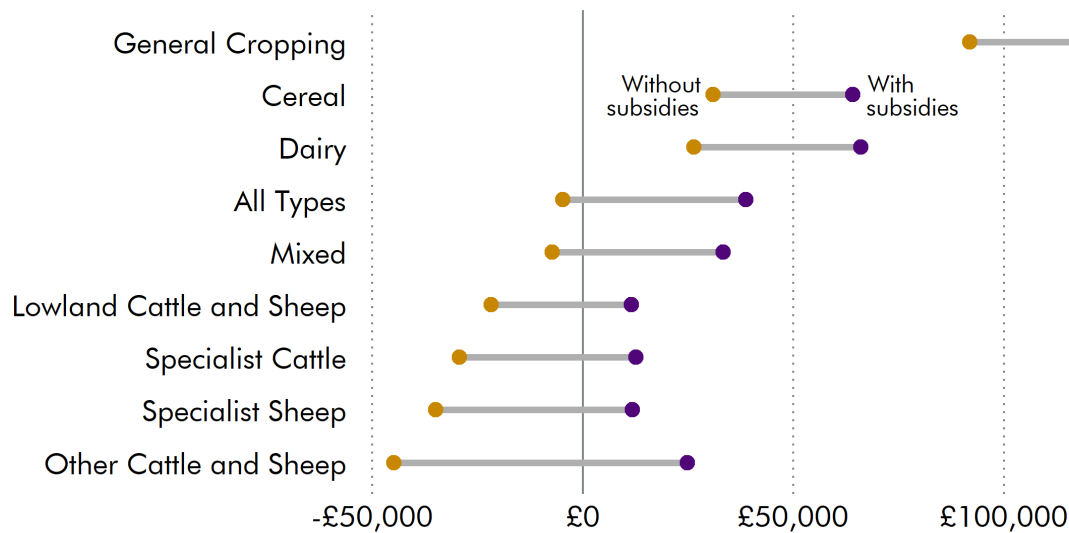 General Cropping
Cereal
Without
subsidies
With
subsidies
Dairy
All Types
Mixed
Lowland Cattle and Sheep
Specialist Cattle
Specialist Sheep
Other Cattle and Sheep
-£50,000
£0
£50,000
£100,000